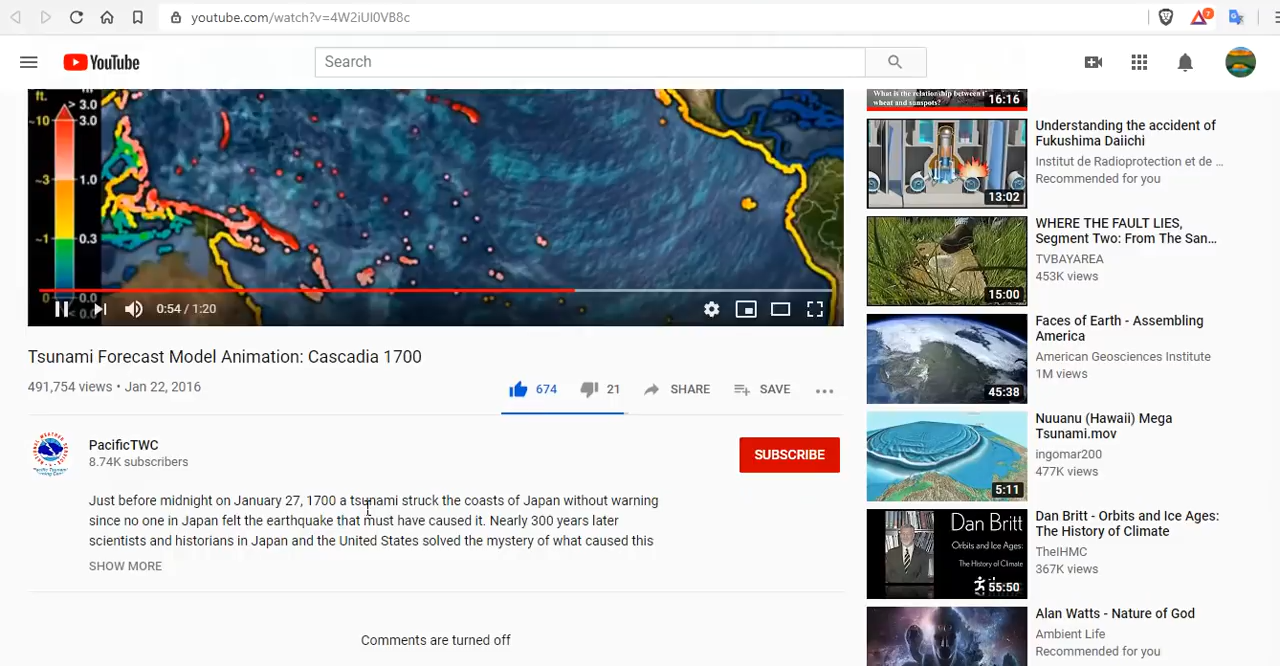 youtube.com/watch?v=4W2iUI0VB8c
7
YouTube
Search
ft.
> 3.0
~10
3.0
~3
1.0
~1
0.3
0
0.0
< 0.0
0:54 / 1:20
Tsunami Forecast Model Animation: Cascadia 1700
491,754 views • Jan 22, 2016
674
21
SHARE
SAVE
PacificTWC
8.74K subscribers
SUBSCRIBE
Just before midnight on January 27, 1700 a tsunami struck the coasts of Japan without warning
since no one in Japan felt the earthquake that must have caused it. Nearly 300 years later
scientists and historians in Japan and the United States solved the mystery of what caused this
SHOW MORE
Comments are turned off
What is the relationship between
wheat and sunspots?
16:16
Understanding the accident of
Fukushima Daiichi
Institut de Radioprotection et de ...
Recommended for you
13:02
WHERE THE FAULT LIES,
Segment Two: From The San...
TVBAYAREA
453K views
15:00
Faces of Earth - Assembling
America
American Geosciences Institute
1M views
45:38
Nuuanu (Hawaii) Mega
Tsunami.mov
ingomar200
477K views
5:11
Dan Britt
Orbits and Ice Ages:
The History of Climate
55:50
Dan Britt - Orbits and Ice Ages:
The History of Climate
TheIHMC
367K views
Alan Watts - Nature of God
Ambient Life
Recommended for you